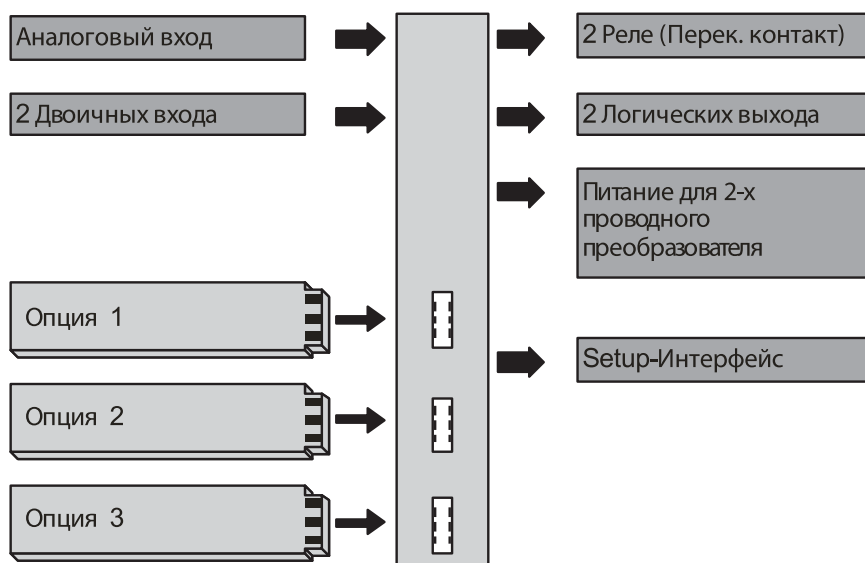 Аналоговый вход
2 Двоичных входа
Опция 1
Опция 2
Опция 3
2 Реле (Перек. контакт)
2 Логических выхода
Питание для 2-х
проводного
преобразователя
Setup-Интерфейс